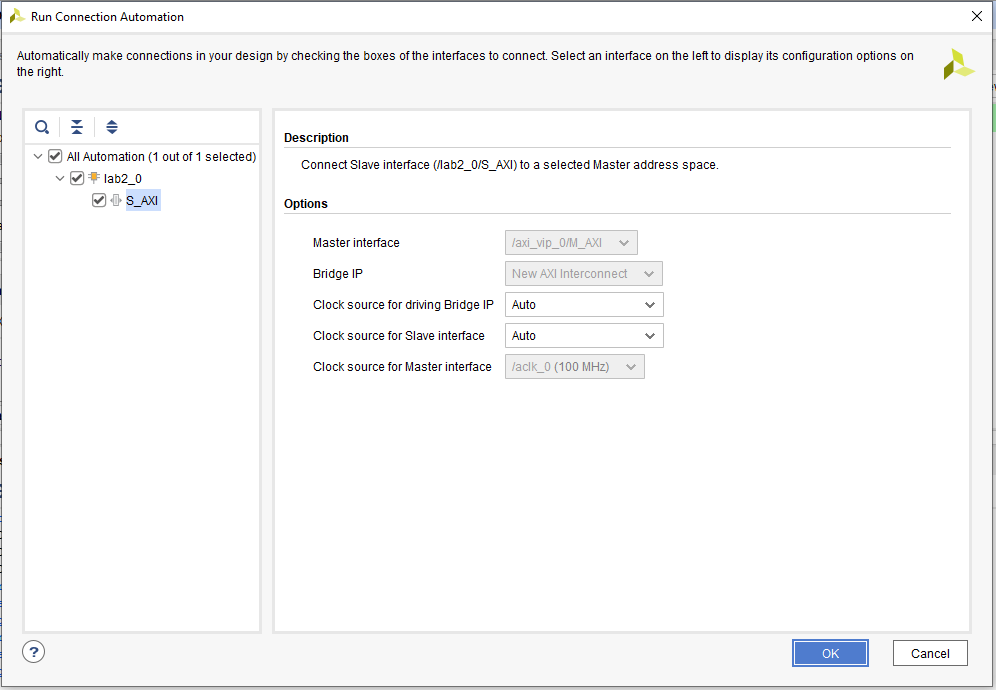 Run Connection Automation
Automatically make connections in your design by checking the boxes of the interfaces to connect. Select an interface on the left to display its configuration options on
the right.
All Automation (1 out of 1 selected)
lab2_0
S_AXI
Description
Connect Slave interface (/lab2_0/S_AXI) to a selected Master address space.
Options
Master interface /axi_vip_0/M_AXI
Bridge IP New AXI Interconnect
Clock source for driving Bridge IP Auto
Clock source for Slave interface Auto
Clock source for Master interface /aclk_0 (100 MHz)
?
OK Cancel